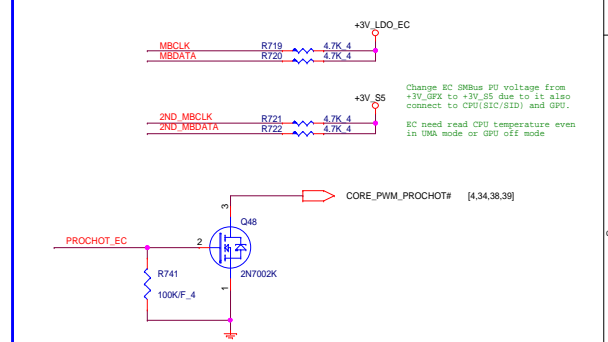 +3V_LDO_EC
MBCLK R719 4.7K_4
MBDATA R720 4.7K_4
+3V_S5
2ND_MBCLK R721 4.7K_4
2ND_MBDATA R722 4.7K_4
Change EC SMBus PU voltage from
+3V_GFX to +3V_S5 due to it also
connect to CPU(SIC/SID) and GPU.
EC need read CPU temperature even
in UMA mode or GPU off mode
CORE_PWM_PROCHOT# [4,34,38,39]
3
Q48
PROCHOT_EC 2
2N7002K
R741
1
100K/F_4